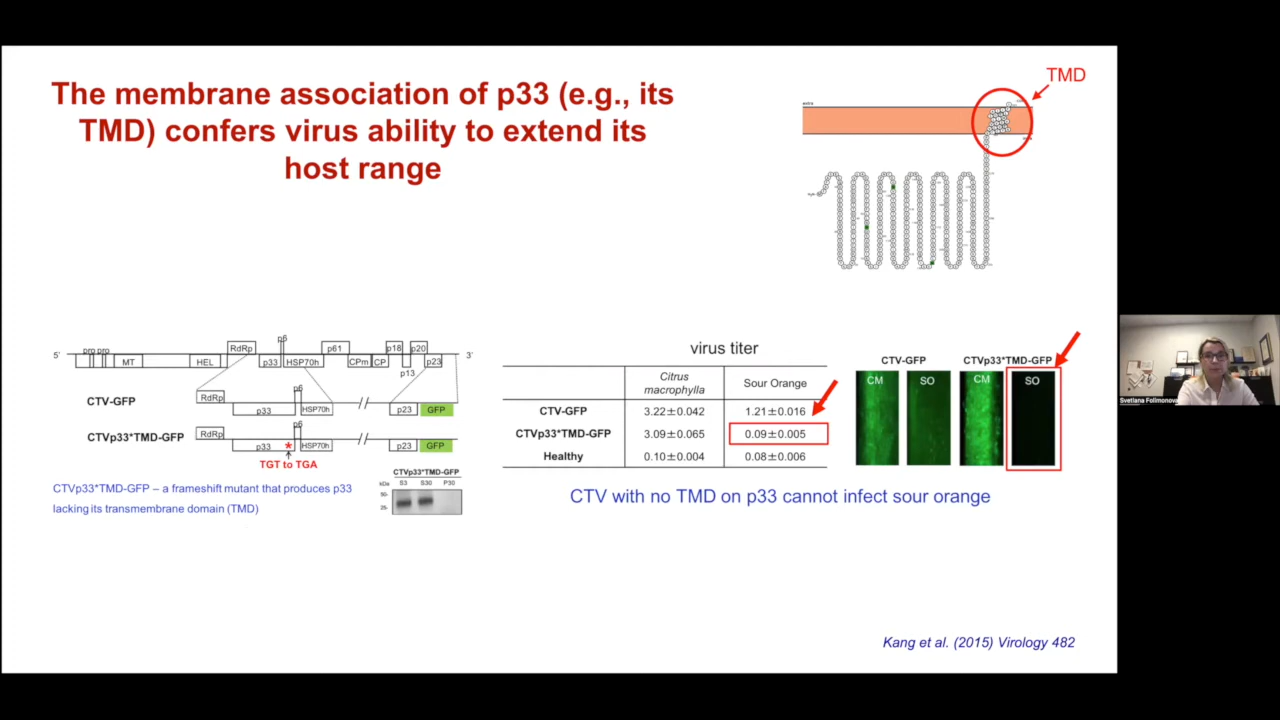 The membrane association of p33 (e.g., its
TMD) confers virus ability to extend its
host range
TMD
5'
pro pro
MT
HEL
RdRp
p33
p6
HSP70h
p61
CPm
CP
p18
p13
p20
p23
3'
CTV-GFP
RdRp
p33
p6
HSP70h
//
p23
GFP
CTVp33*TMD-GFP
RdRp
p33
*
p6
HSP70h
//
p23
GFP
TGT to TGA
CTVp33*TMD-GFP – a frameshift mutant that produces p33
lacking its transmembrane domain (TMD)
CTVp33*TMD-GFP
kDa S3 S30 P30
50-
25-
virus titer
Citrus
macrophylla
Sour Orange
CTV-GFP 3.22±0.042 1.21±0.016
CTVp33*TMD-GFP 3.09±0.065 0.09±0.005
Healthy 0.10±0.004 0.08±0.006
CTV-GFP CTVp33*TMD-GFP
CM SO CM SO
CTV with no TMD on p33 cannot infect sour orange
Kang et al. (2015) Virology 482
Svetlana Folimonova